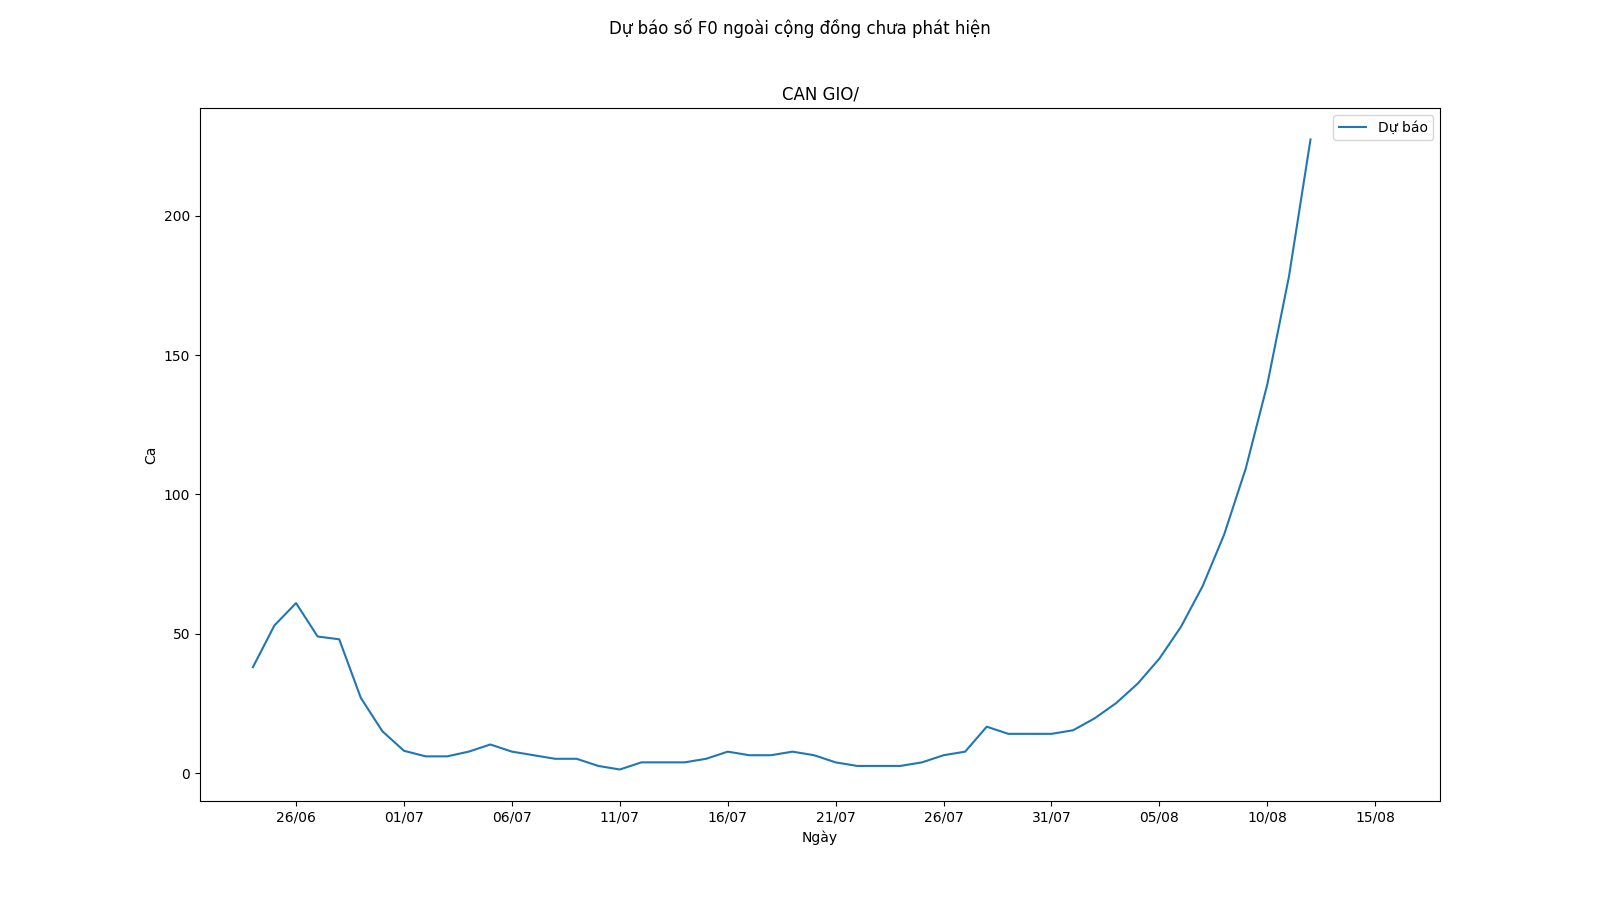 Dự báo số F0 ngoài cộng đồng chưa phát hiện
CAN GIO/
Dự báo
200
150
100
50
0
Ca
26/06 01/07 06/07 11/07 16/07 21/07 26/07 31/07 05/08 10/08 15/08
Ngày